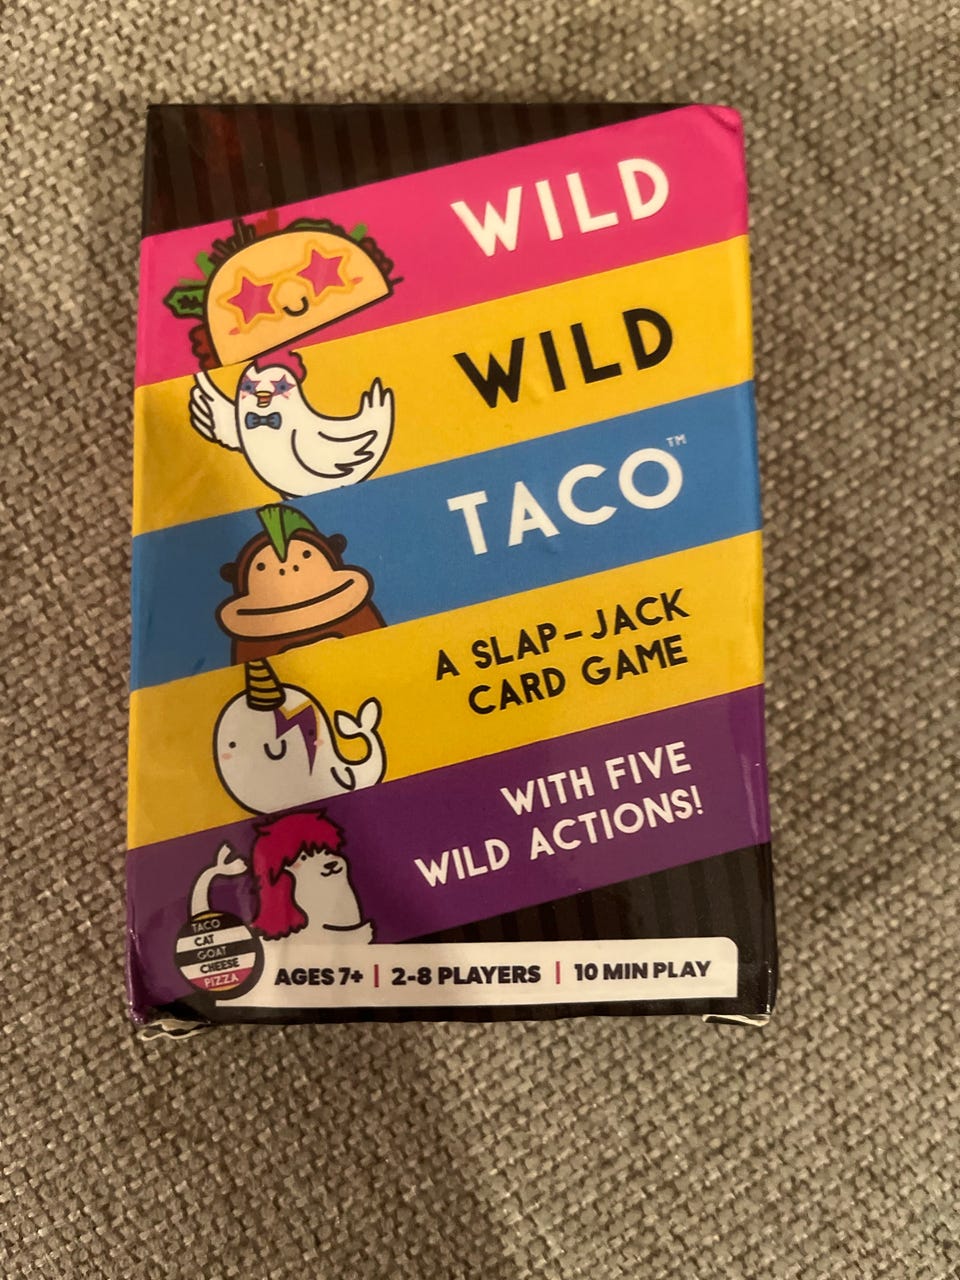 WILD
WILD
TACO™
A SLAP-JACK
CARD GAME
WITH FIVE
WILD ACTIONS!
TACO
CAT
GOAT
CHEESE
PIZZA
AGES 7+ | 2-8 PLAYERS | 10 MIN PLAY